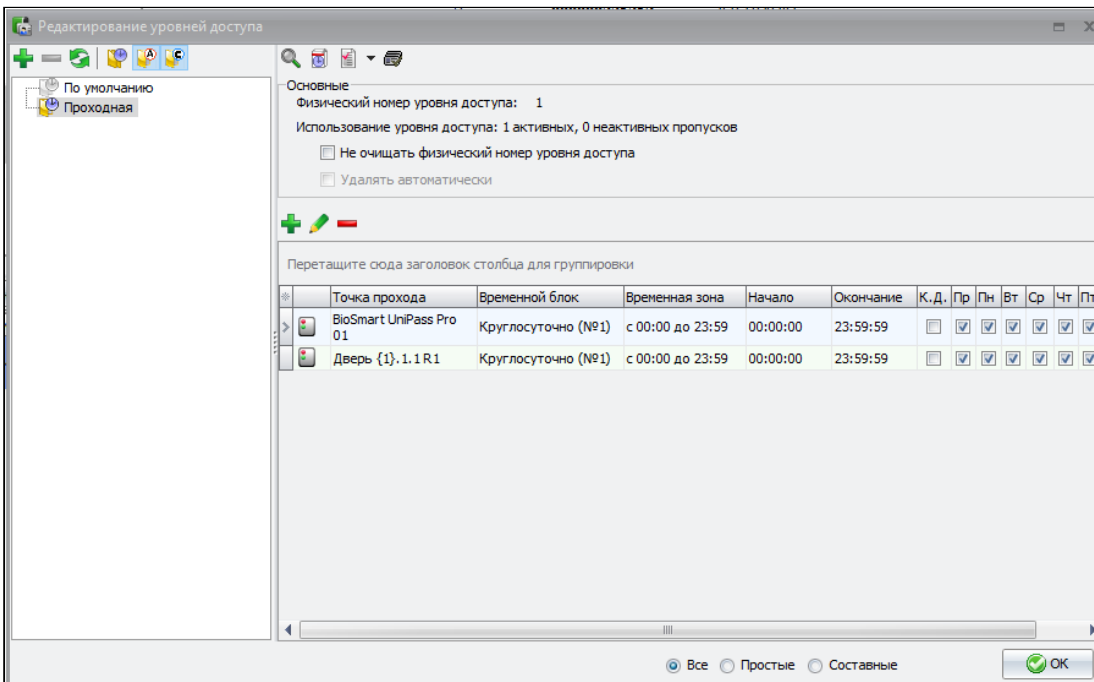 Редактирование уровней доступа
По умолчанию
Проходная
Основные
Физический номер уровня доступа: 1
Использование уровня доступа: 1 активных, 0 неактивных пропусков
Не очищать физический номер уровня доступа
Удалять автоматически
Перетащите сюда заголовок столбца для группировки
Точка прохода Временной блок Временная зона Начало Окончание К.Д. Пр Пн Вт Ср Чт Пт
BioSmart UniPass Pro 01 Круглосуточно (№1) с 00:00 до 23:59 00:00:00 23:59:59
Дверь {1}.1.1 R1 Круглосуточно (№1) с 00:00 до 23:59 00:00:00 23:59:59
Все Простые Составные OK